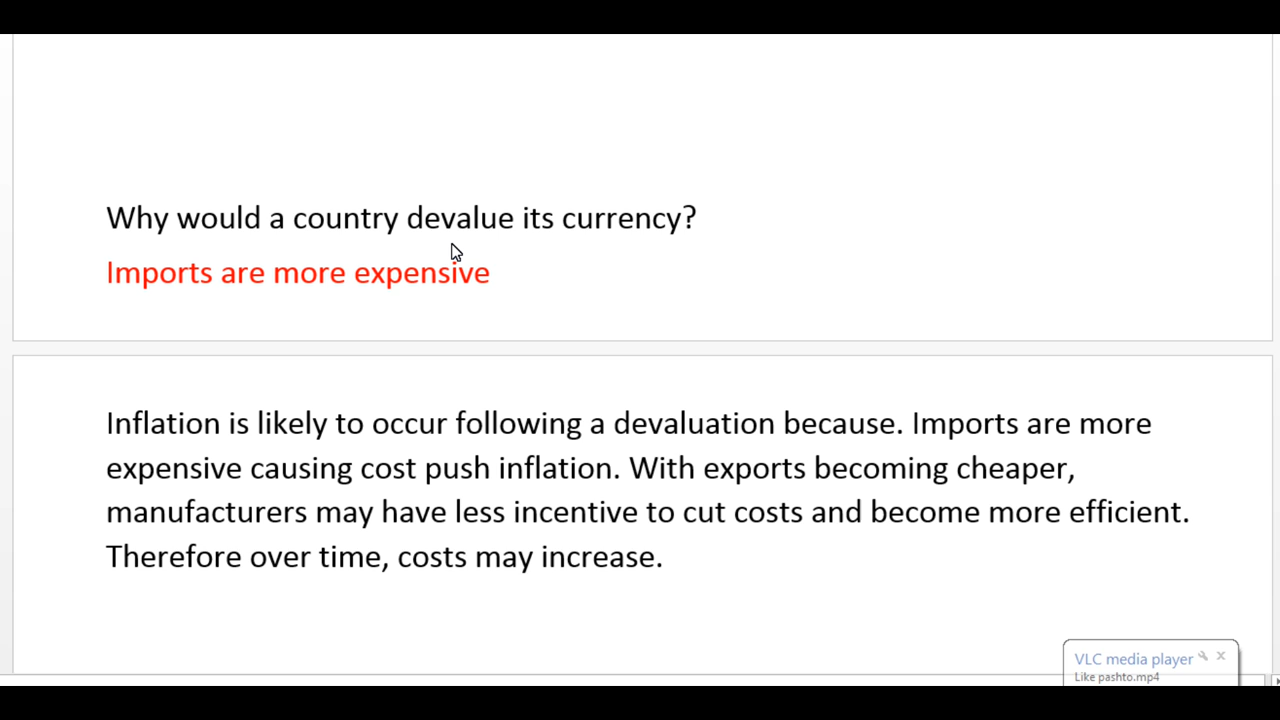 Why would a country devalue its currency?
Imports are more expensive
Inflation is likely to occur following a devaluation because. Imports are more
expensive causing cost push inflation. With exports becoming cheaper,
manufacturers may have less incentive to cut costs and become more efficient.
Therefore over time, costs may increase.
VLC media player
Like pashto.mp4